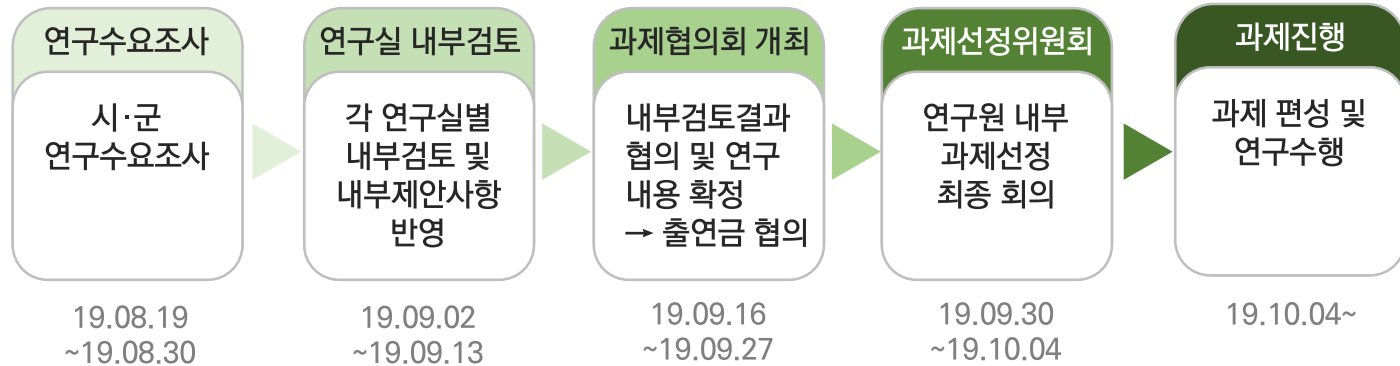 연구수요조사
시·군
연구수요조사
19.08.19
~19.08.30
연구실 내부검토
각 연구실별
내부검토 및
내부제안사항
반영
19.09.02
~19.09.13
과제협의회 개최
내부검토결과
협의 및 연구
내용 확정
→ 출연금 협의
19.09.16
~19.09.27
과제선정위원회
연구원 내부
과제선정
최종 회의
19.09.30
~19.10.04
과제진행
과제 편성 및
연구수행
19.10.04~